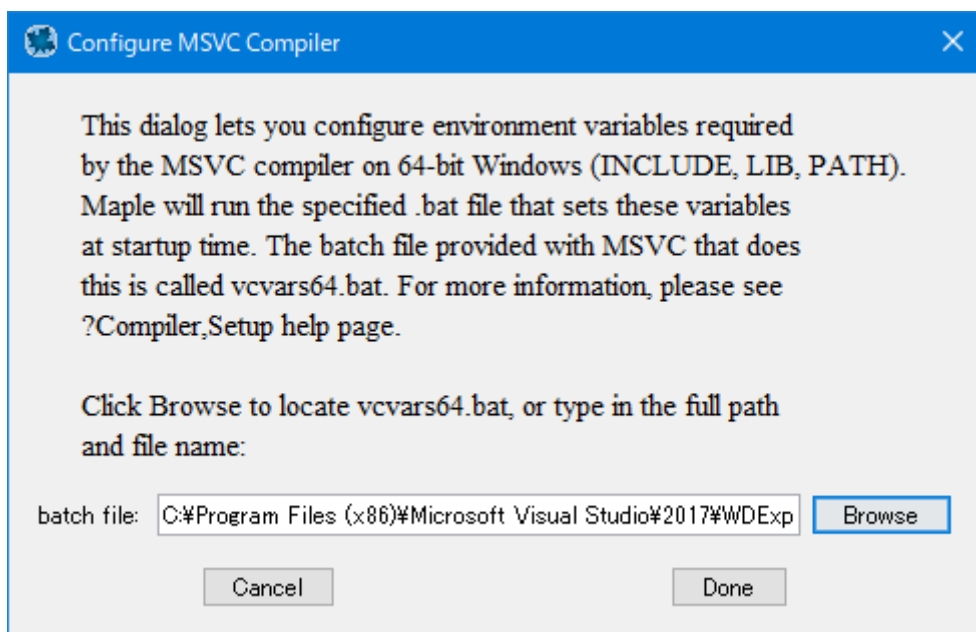 Configure MSVC Compiler
This dialog lets you configure environment variables required
by the MSVC compiler on 64-bit Windows (INCLUDE, LIB, PATH).
Maple will run the specified .bat file that sets these variables
at startup time. The batch file provided with MSVC that does
this is called vcvars64.bat. For more information, please see
?Compiler,Setup help page.
Click Browse to locate vcvars64.bat, or type in the full path
and file name:
batch file: C:¥Program Files (x86)¥Microsoft Visual Studio¥2017¥WDExp Browse
Cancel Done